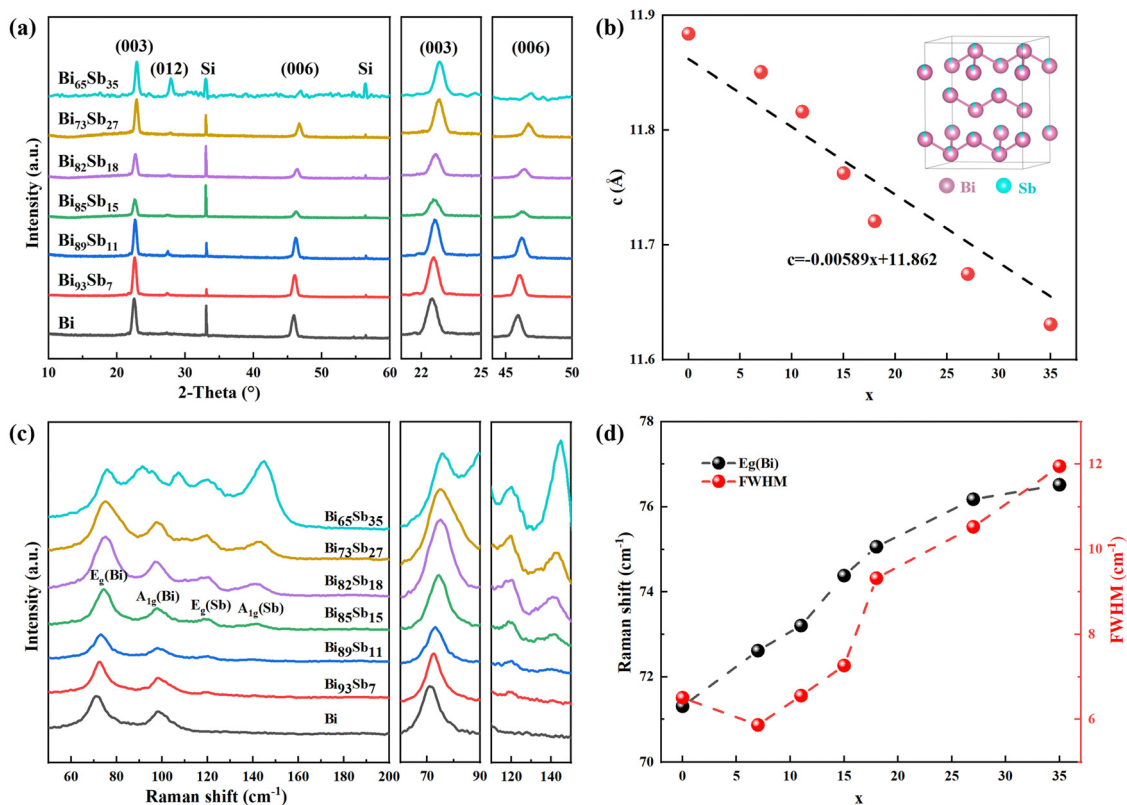 (a)
(003)
(012)
Si
(006)
Si
(003)
(006)
Bi65Sb35
Bi73Sb27
Bi82Sb18
Bi85Sb15
Bi89Sb11
Bi93Sb7
Bi
Intensity (a.u.)
10 20 30 40 50 60 22 25 45 50
2-Theta (°)
(b)
11.9
11.8
11.7
11.6
c (Å)
Bi Sb
c=-0.00589x+11.862
0 5 10 15 20 25 30 35
x
(c)
Bi65Sb35
Bi73Sb27
Bi82Sb18
Bi85Sb15
Bi89Sb11
Bi93Sb7
Bi
Eg(Bi)
A1g(Bi)
Eg(Sb)
A1g(Sb)
Intensity (a.u.)
60 80 100 120 140 160 180 200 70 90 120 140
Raman shift (cm-1)
(d)
Eg(Bi)
FWHM
78
76
74
72
70
Raman shift (cm-1)
12
10
8
6
FWHM (cm-1)
0 5 10 15 20 25 30 35
x